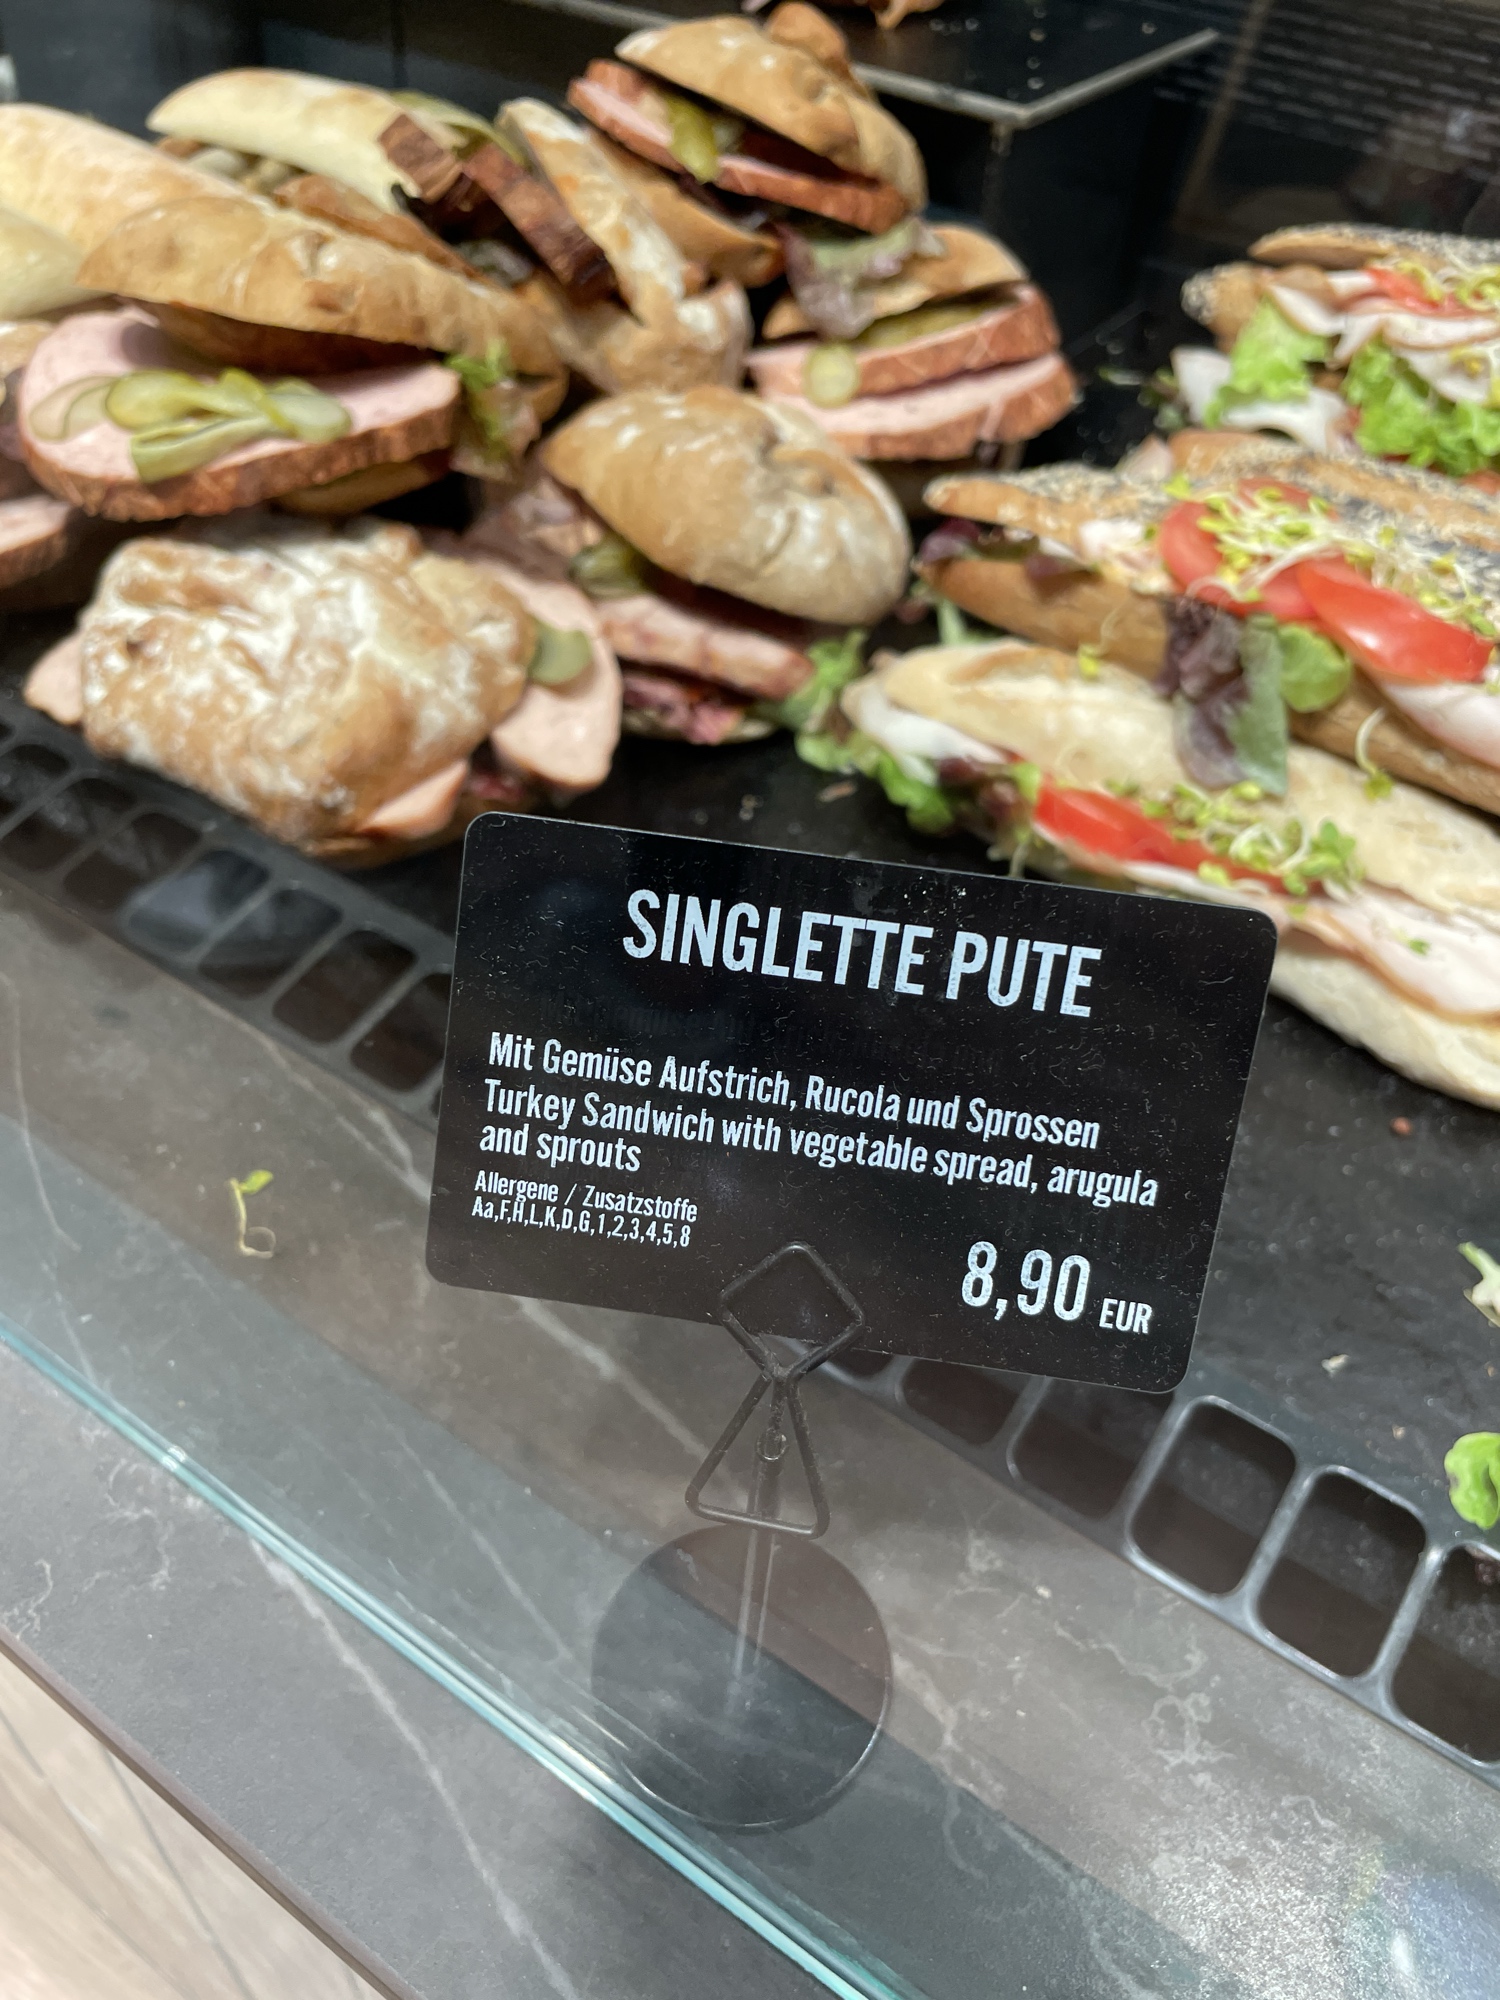 SINGLETTE PUTE
Mit Gemüse Aufstrich, Rucola und Sprossen
Turkey Sandwich with vegetable spread, arugula
and sprouts
Allergene / Zusatzstoffe
Aa,F,H,L,K,D,G,1,2,3,4,5,8
8,90 EUR